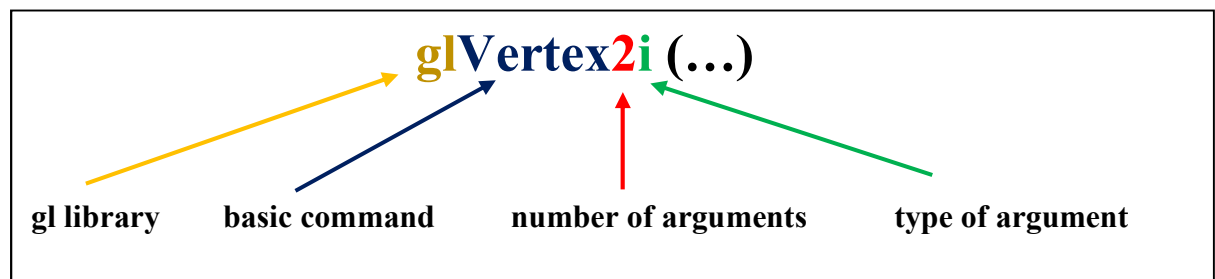 glVertex2i (…)
gl library basic command number of arguments type of argument